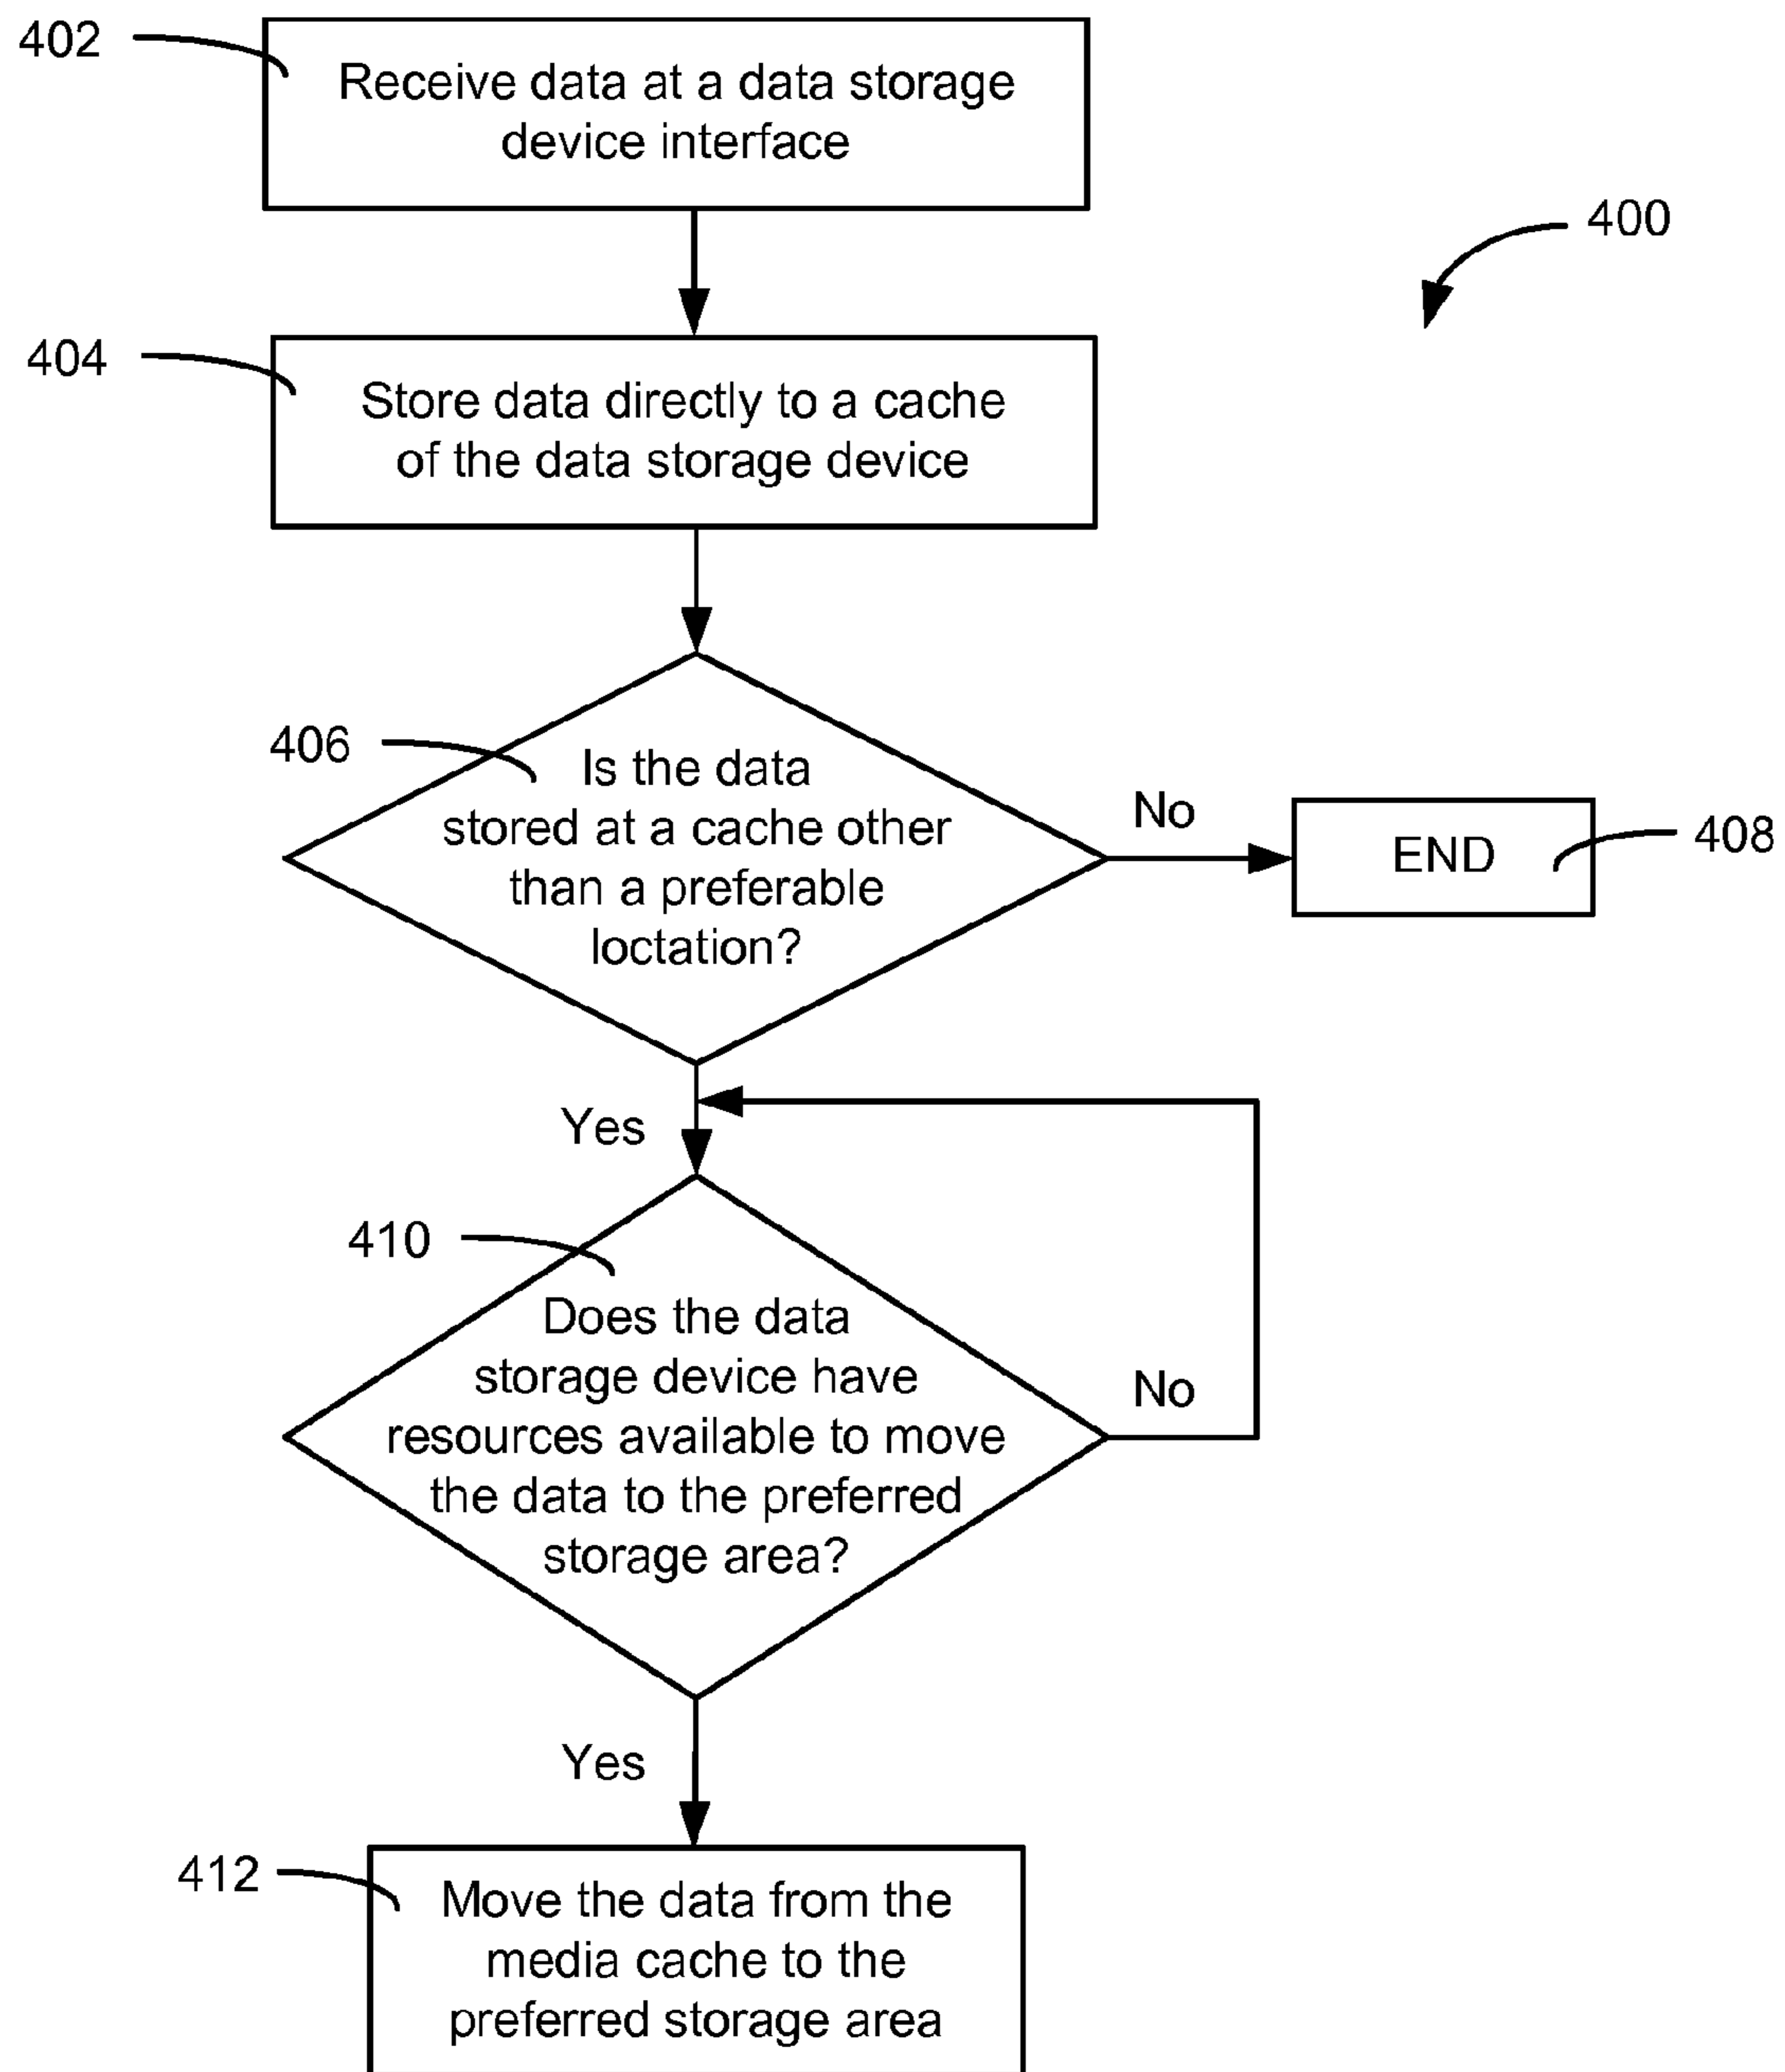 402
Receive data at a data storage
device interface
400
404
Store data directly to a cache
of the data storage device
406
Is the data
stored at a cache other
than a preferable
loctation?
No
END
408
Yes
410
Does the data
storage device have
resources available to move
the data to the preferred
storage area?
No
Yes
412
Move the data from the
media cache to the
preferred storage area